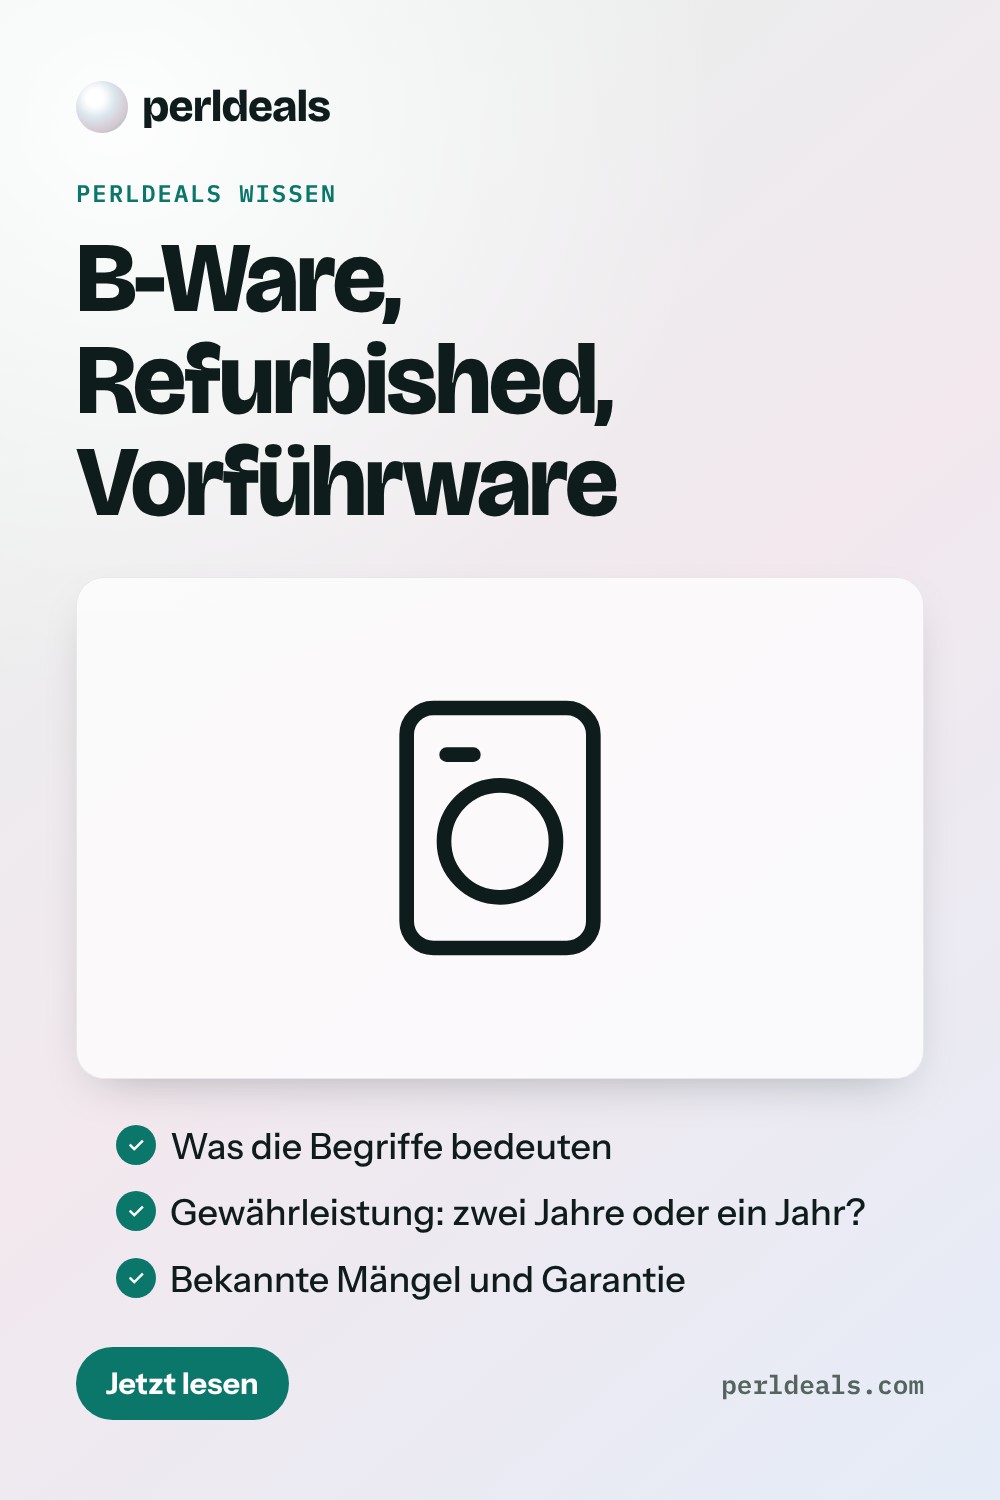 perldeals
PERLDEALS WISSEN
B-Ware,
Refurbished,
Vorführware
Was die Begriffe bedeuten
Gewährleistung: zwei Jahre oder ein Jahr?
Bekannte Mängel und Garantie
Jetzt lesen
perldeals.com